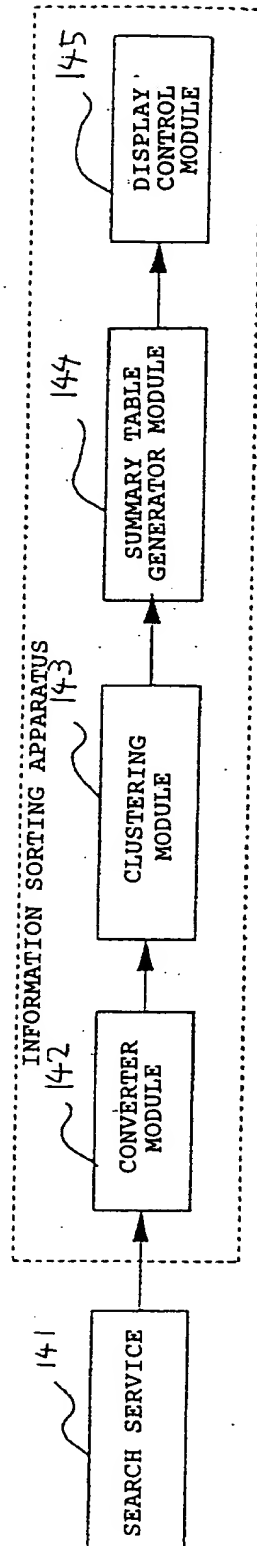 141
SEARCH SERVICE
INFORMATION SORTING APPARATUS
142
CONVERTER
MODULE
143
CLUSTERING
MODULE
144
SUMMARY TABLE
GENERATOR MODULE
145
DISPLAY
CONTROL
MODULE